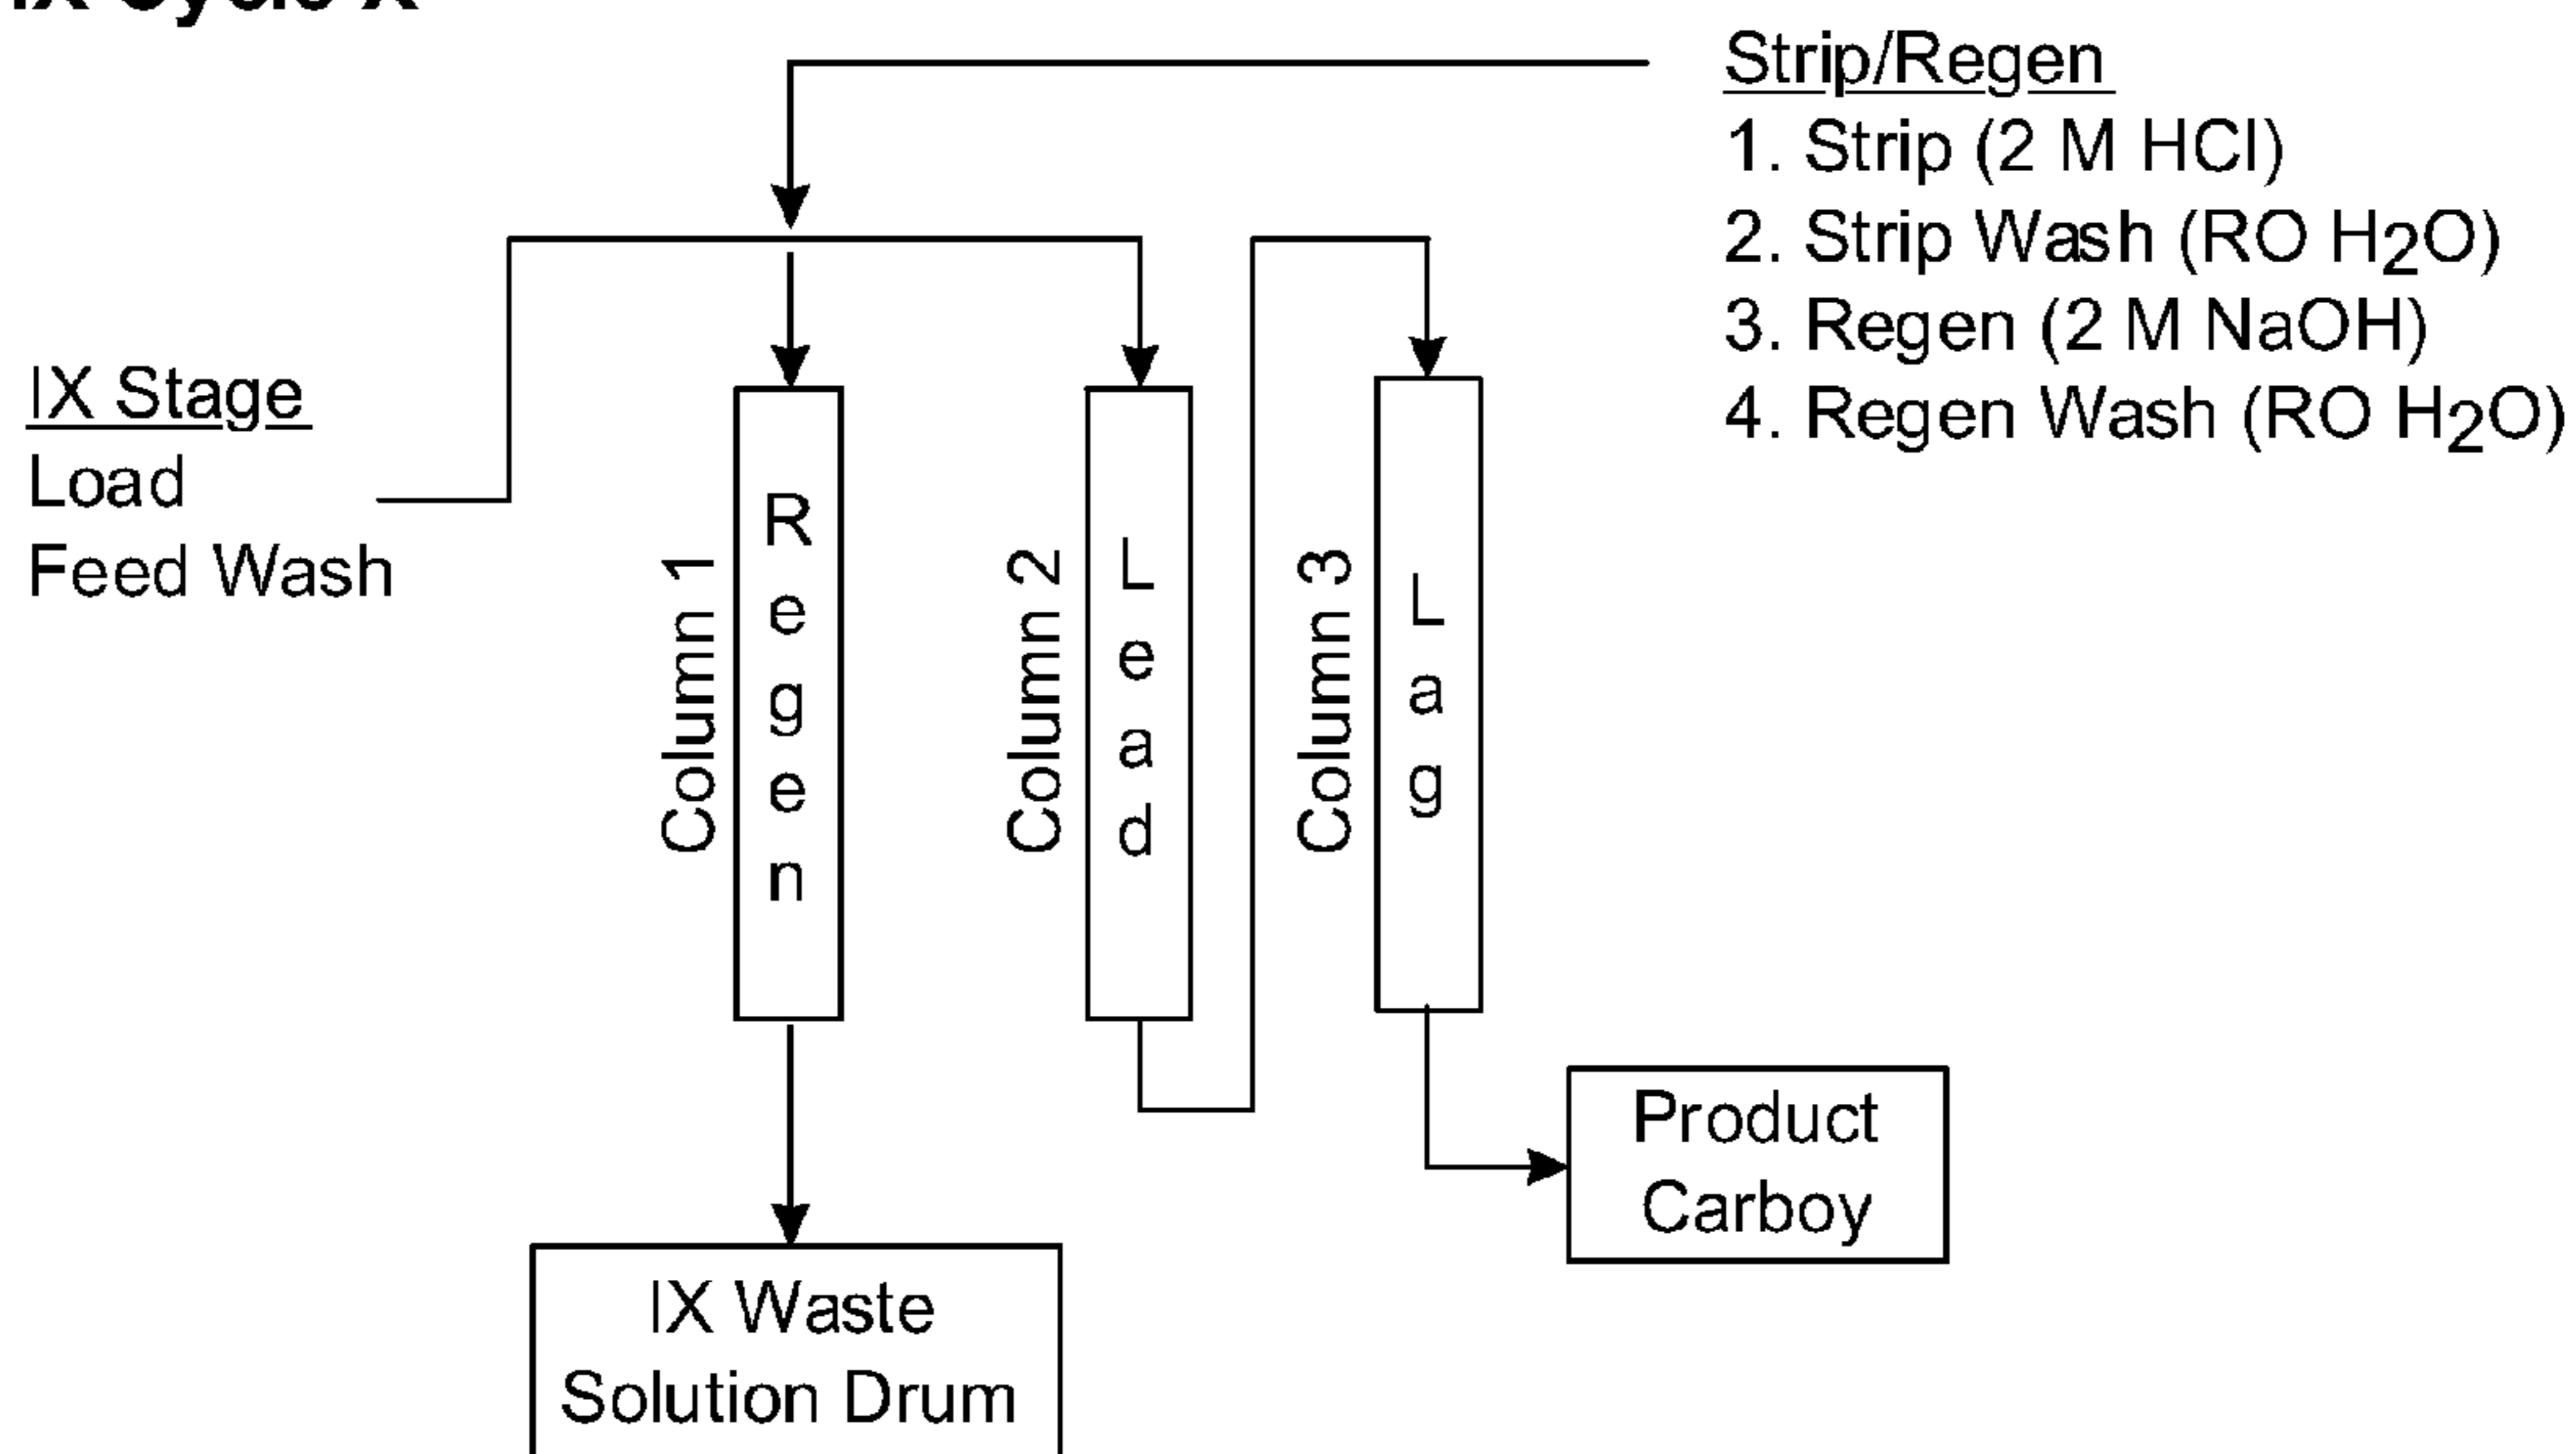 Strip/Regen
1. Strip (2 M HCl)
2. Strip Wash (RO H2O)
3. Regen (2 M NaOH)
4. Regen Wash (RO H2O)
IX Stage
Load
Feed Wash
Column 1
Regen
Column 2
Lead
Column 3
Lag
Product
Carboy
IX Waste
Solution Drum